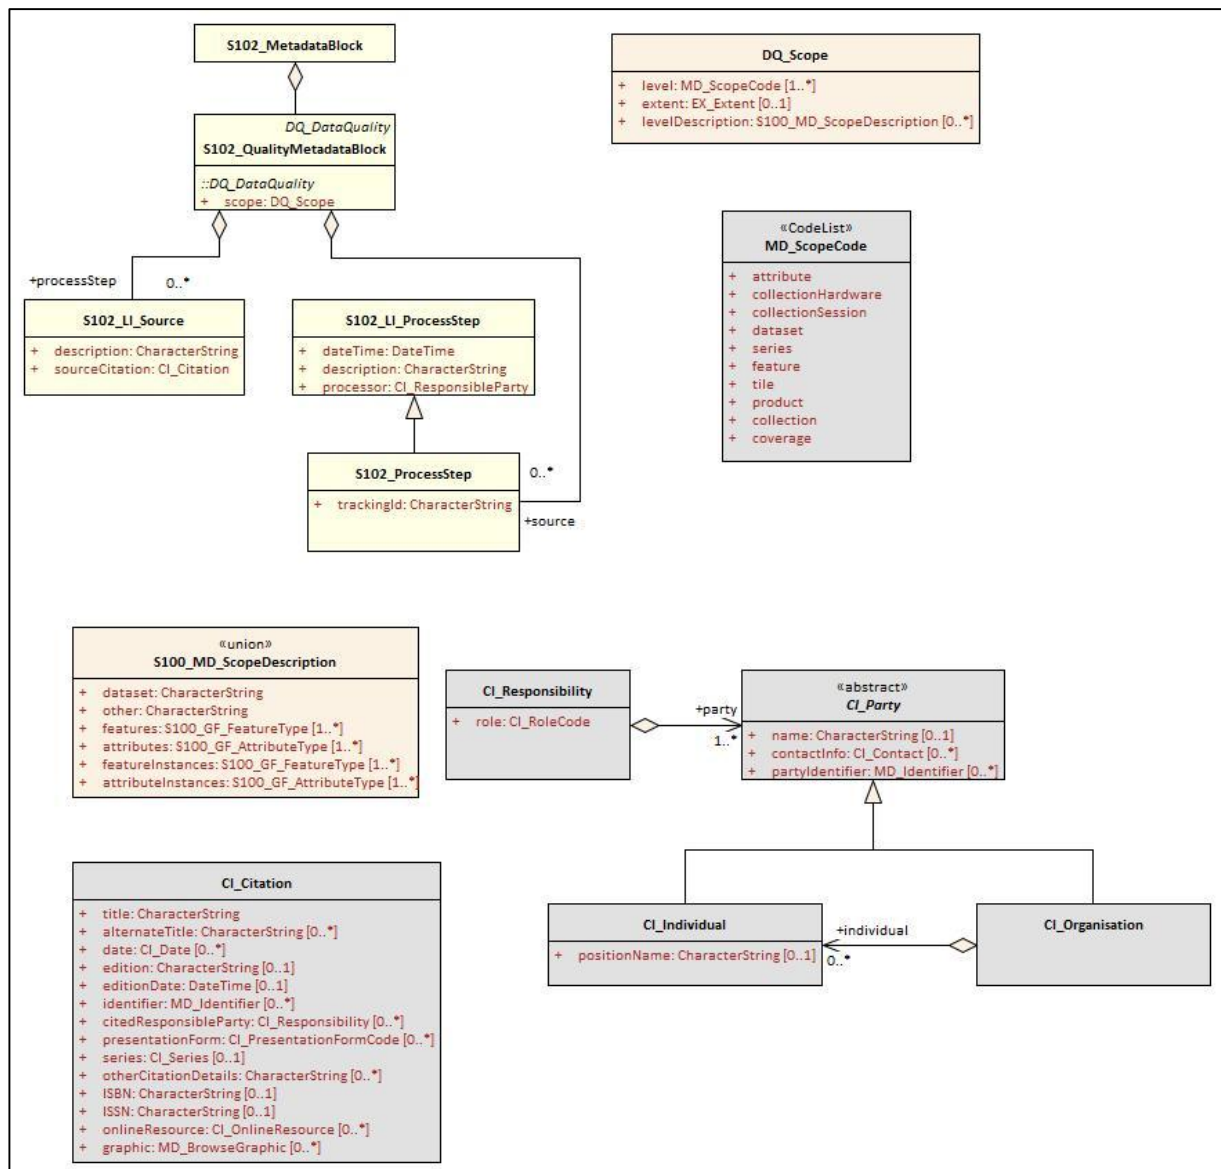 S102_MetadataBlock
DQ_DataQuality
S102_QualityMetadataBlock
::DQ_DataQuality
+ scope: DQ_Scope
+processStep
0..*
S102_LI_Source
+ description: CharacterString
+ sourceCitation: CI_Citation
S102_LI_ProcessStep
+ dateTime: DateTime
+ description: CharacterString
+ processor: CI_ResponsibleParty
S102_ProcessStep
+ trackingId: CharacterString
0..*
+source
DQ_Scope
+ level: MD_ScopeCode [1..*]
+ extent: EX_Extent [0..1]
+ levelDescription: S100_MD_ScopeDescription [0..*]
«CodeList»
MD_ScopeCode
+ attribute
+ collectionHardware
+ collectionSession
+ dataset
+ series
+ feature
+ tile
+ product
+ collection
+ coverage
«union»
S100_MD_ScopeDescription
+ dataset: CharacterString
+ other: CharacterString
+ features: S100_GF_FeatureType [1..*]
+ attributes: S100_GF_AttributeType [1..*]
+ featureInstances: S100_GF_FeatureType [1..*]
+ attributeInstances: S100_GF_AttributeType [1..*]
CI_Responsibility
+ role: CI_RoleCode
+party
1..*
«abstract»
CI_Party
+ name: CharacterString [0..1]
+ contactInfo: CI_Contact [0..*]
+ partyIdentifier: MD_Identifier [0..*]
CI_Individual
+ positionName: CharacterString [0..1]
+individual
0..*
CI_Organisation
CI_Citation
+ title: CharacterString
+ alternateTitle: CharacterString [0..*]
+ date: CI_Date [0..*]
+ edition: CharacterString [0..1]
+ editionDate: DateTime [0..1]
+ identifier: MD_Identifier [0..*]
+ citedResponsibleParty: CI_Responsibility [0..*]
+ presentationForm: CI_PresentationFormCode [0..*]
+ series: CI_Series [0..1]
+ otherCitationDetails: CharacterString [0..*]
+ ISBN: CharacterString [0..1]
+ ISSN: CharacterString [0..1]
+ onlineResource: CI_OnlineResource [0..*]
+ graphic: MD_BrowseGraphic [0..*]